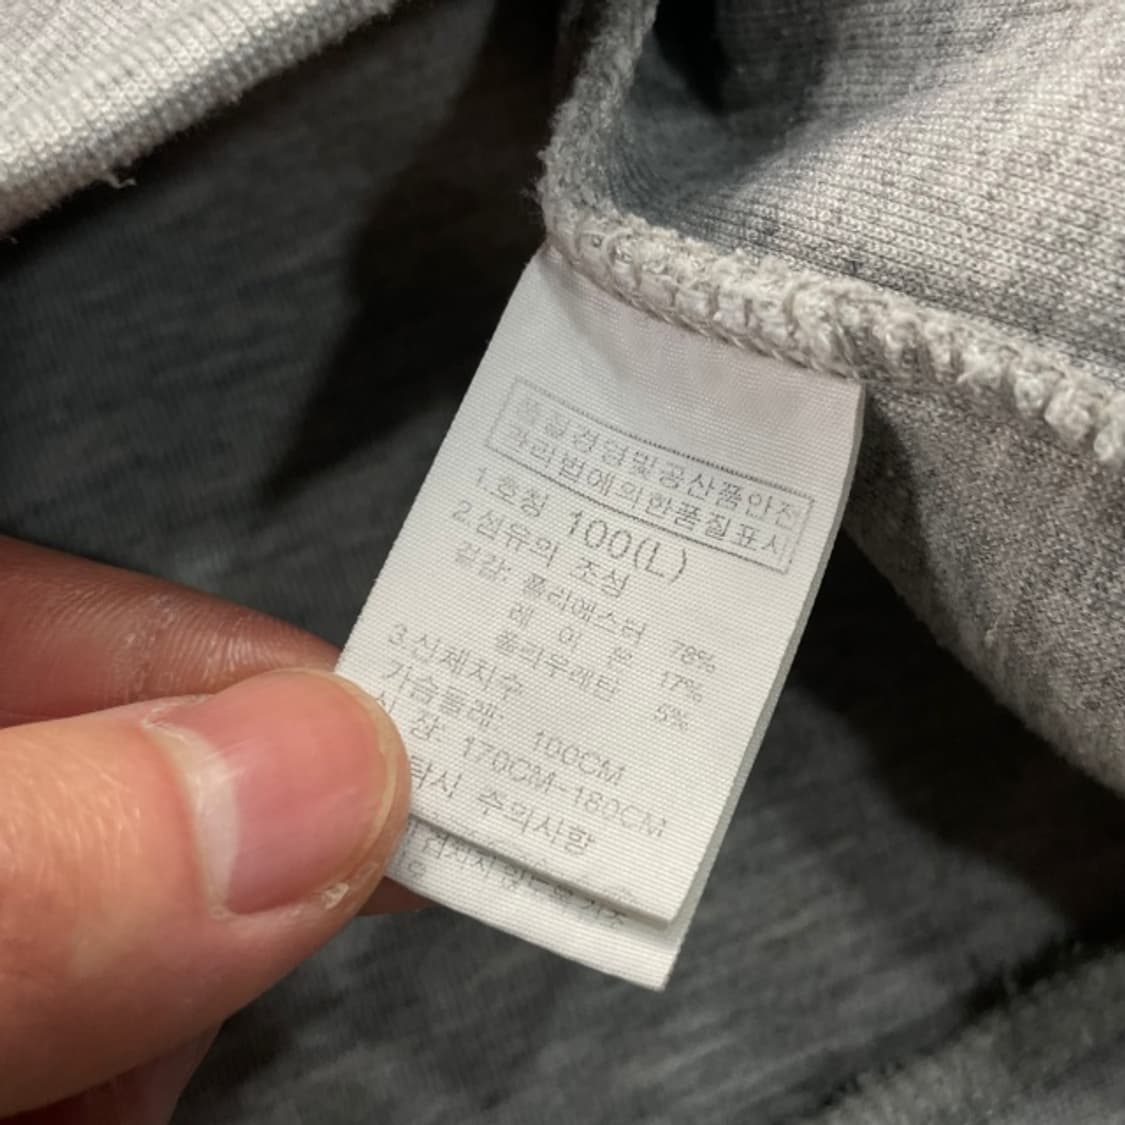 품질경영및공산품안전
관리법에의한품질표시
1.호칭 100(L)
2.섬유의 조성
겉감: 폴리에스터 78%
레 이 온 17%
폴리우레탄 5%
3.신체치수
가슴둘레: 100CM
신 장: 170CM-180CM
주의사항